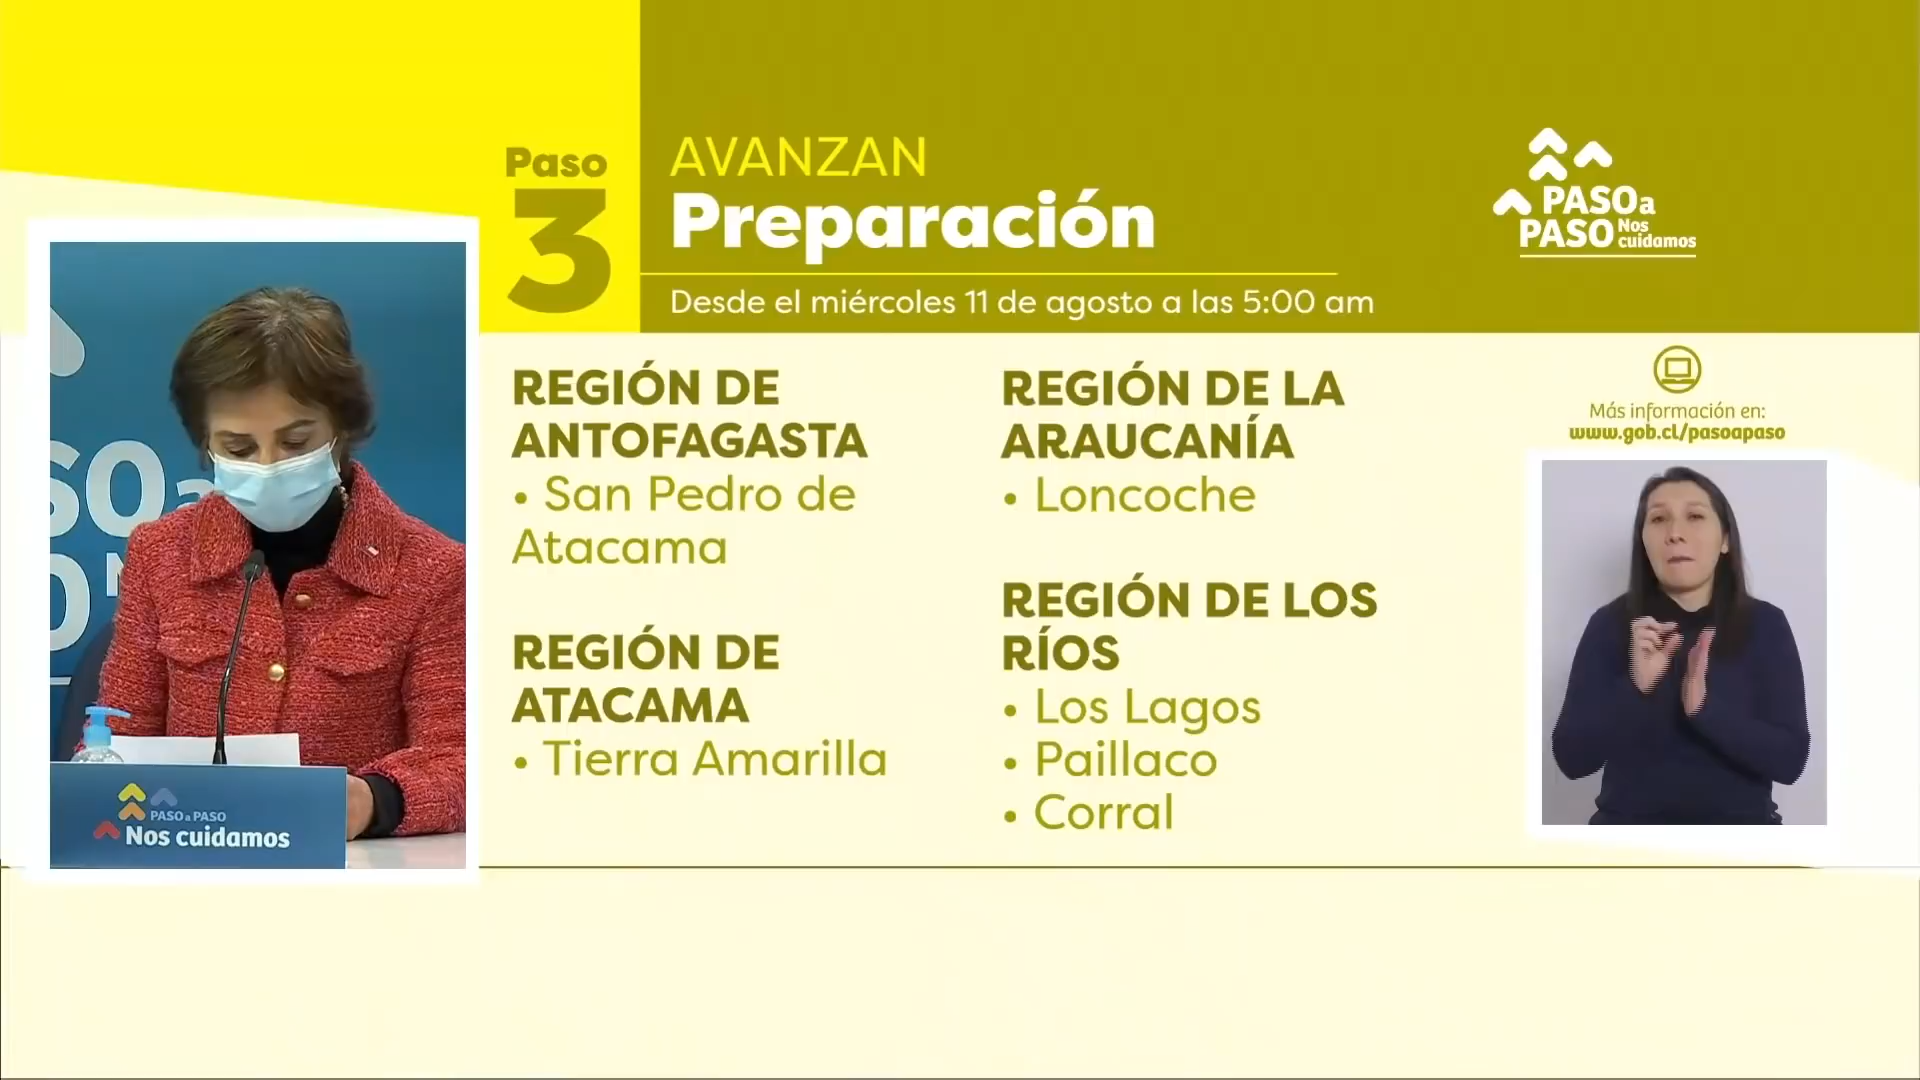 Paso
3
AVANZAN
Preparación
Desde el miércoles 11 de agosto a las 5:00 am
PASOa
PASO Nos
cuidamos
REGIÓN DE
ANTOFAGASTA
• San Pedro de
Atacama
REGIÓN DE
ATACAMA
• Tierra Amarilla
REGIÓN DE LA
ARAUCANÍA
• Loncoche
REGIÓN DE LOS
RÍOS
• Los Lagos
• Paillaco
• Corral
Más información en:
www.gob.cl/pasoapaso
PASO a PASO
Nos cuidamos